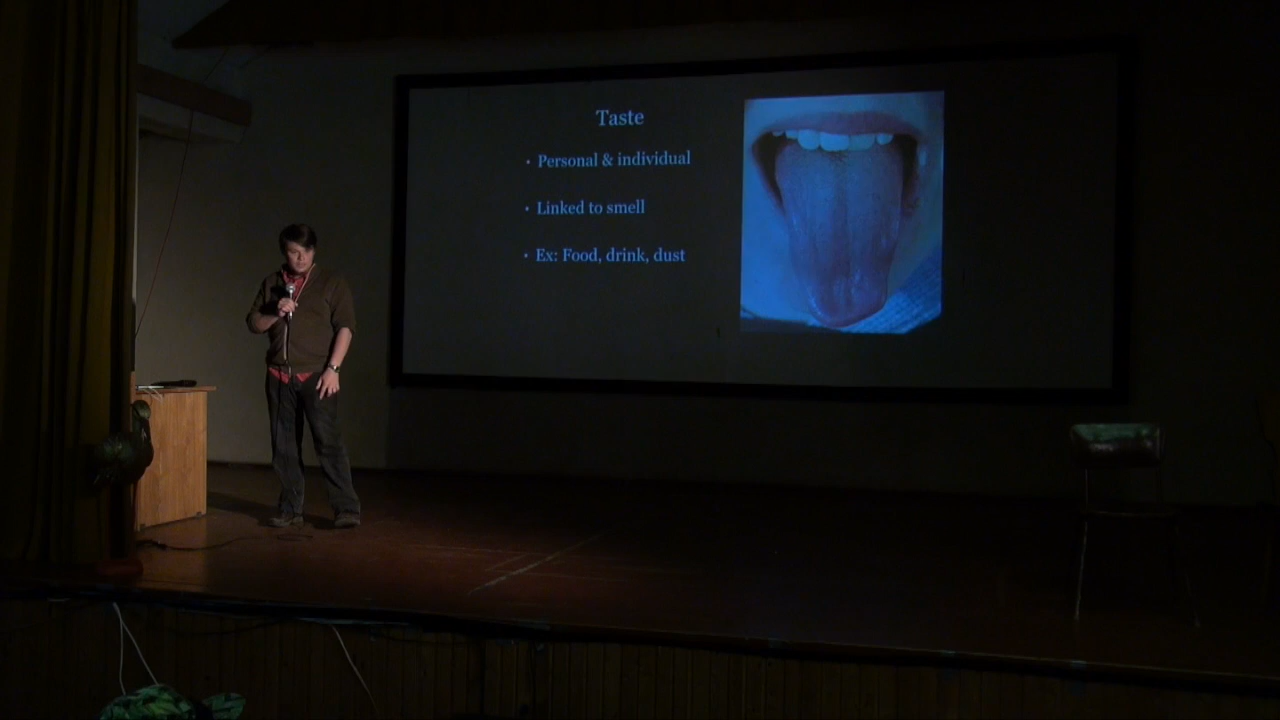 Taste
• Personal & individual
• Linked to smell
• Ex: Food, drink, dust